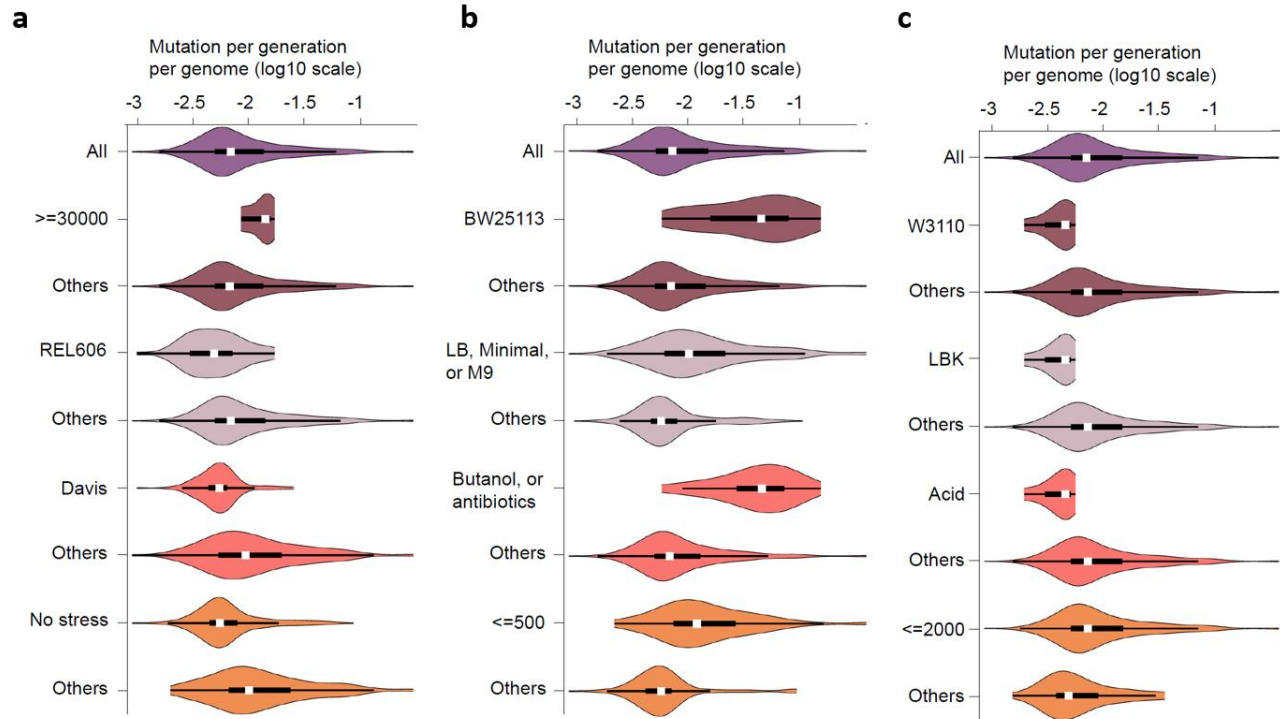 a
Mutation per generation
per genome (log10 scale)
-3 -2.5 -2 -1.5 -1
All
>=30000
Others
REL606
Others
Davis
Others
No stress
Others
b
Mutation per generation
per genome (log10 scale)
-3 -2.5 -2 -1.5 -1
All
BW25113
Others
LB, Minimal,
or M9
Others
Butanol, or
antibiotics
Others
<=500
Others
c
Mutation per generation
per genome (log10 scale)
-3 -2.5 -2 -1.5 -1
All
W3110
Others
LBK
Others
Acid
Others
<=2000
Others